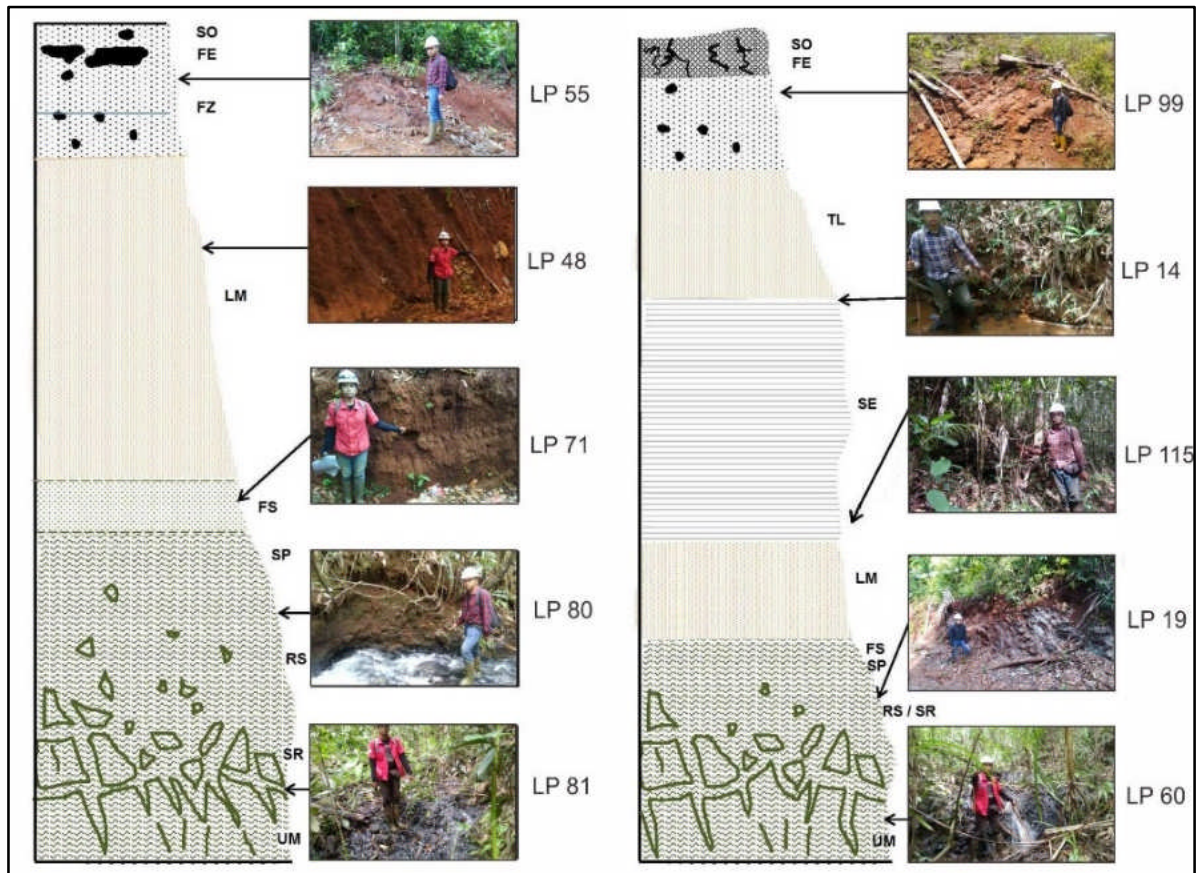 SO
FE
LP 55
FZ
LP 48
LM
LP 71
FS
SP
LP 80
RS
SR
LP 81
UM
SO
FE
LP 99
TL
LP 14
SE
LP 115
LM
LP 19
FS
SP
RS / SR
LP 60
UM